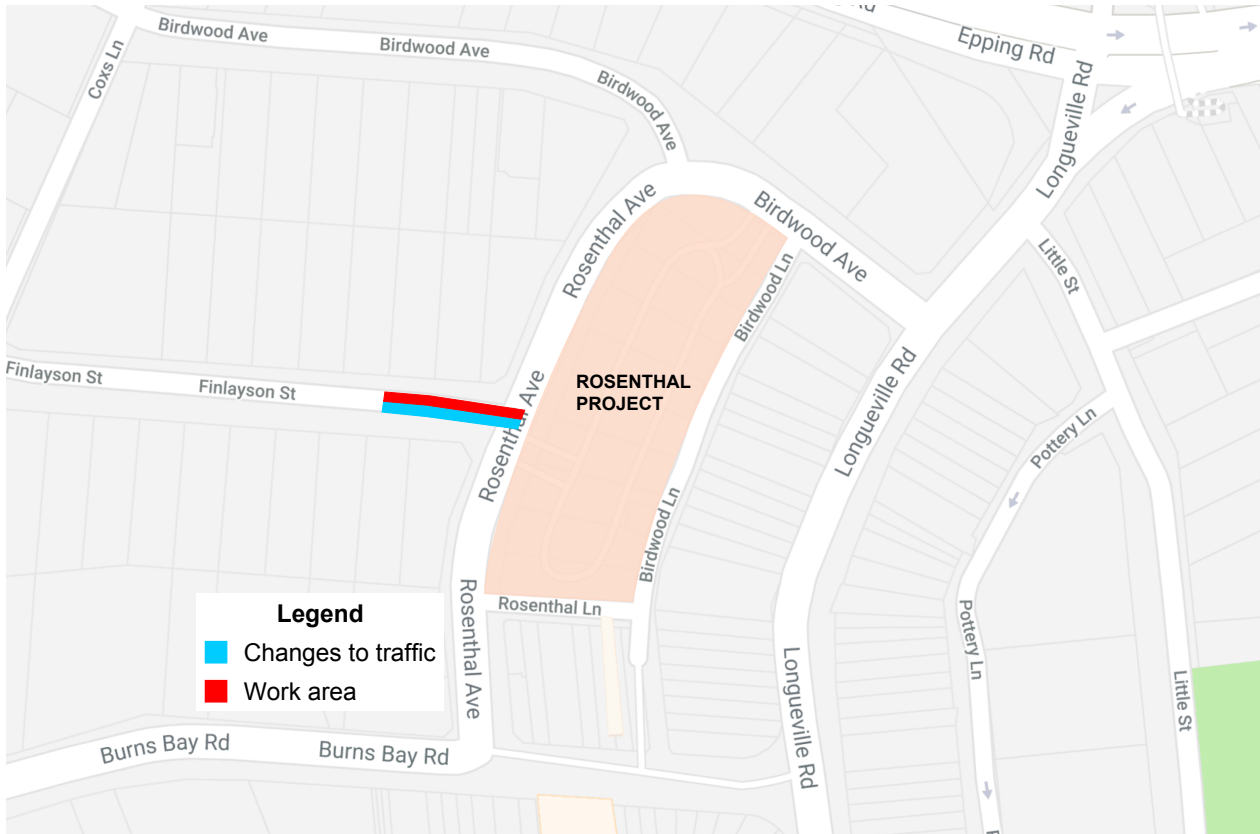 Birdwood Ave
Birdwood Ave
Birdwood Ave
Epping Rd
Coxs Ln
Longueville Rd
Rosenthal Ave
Birdwood Ave
Little St
Birdwood Ln
Finlayson St
Finlayson St
ROSENTHAL
PROJECT
Rosenthal Ave
Longueville Rd
Pottery Ln
Birdwood Ln
Rosenthal Ln
Rosenthal Ave
Legend
Changes to traffic
Work area
Pottery Ln
Longueville Rd
Little St
Burns Bay Rd
Burns Bay Rd